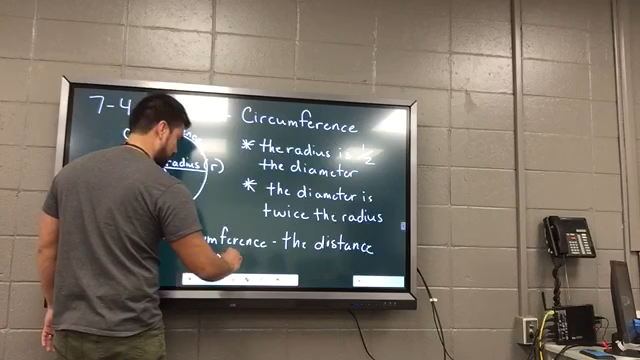 7-4 - Circumference
* the radius is 1/2
radius (r)
the diameter
* the diameter is
twice the radius
mference - the distance